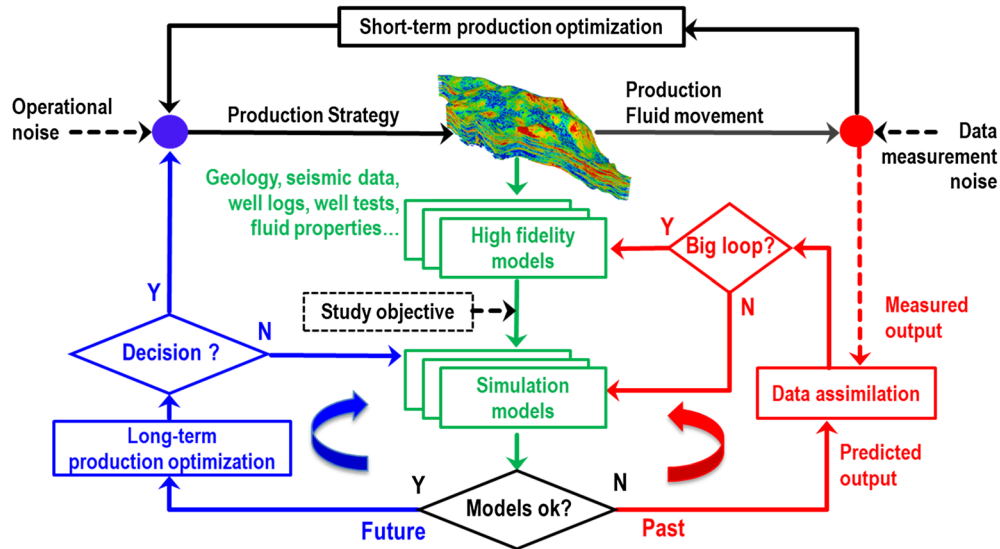 Short-term production optimization
Operational
noise
Production Strategy
Production
Fluid movement
Data
measurement
noise
Geology, seismic data,
well logs, well tests,
fluid properties...
High fidelity
models
Y
Big loop?
N
Study objective
Measured
output
Y
Decision ?
N
Simulation
models
Data assimilation
Long-term
production optimization
Predicted
output
Y
Models ok?
N
Future
Past